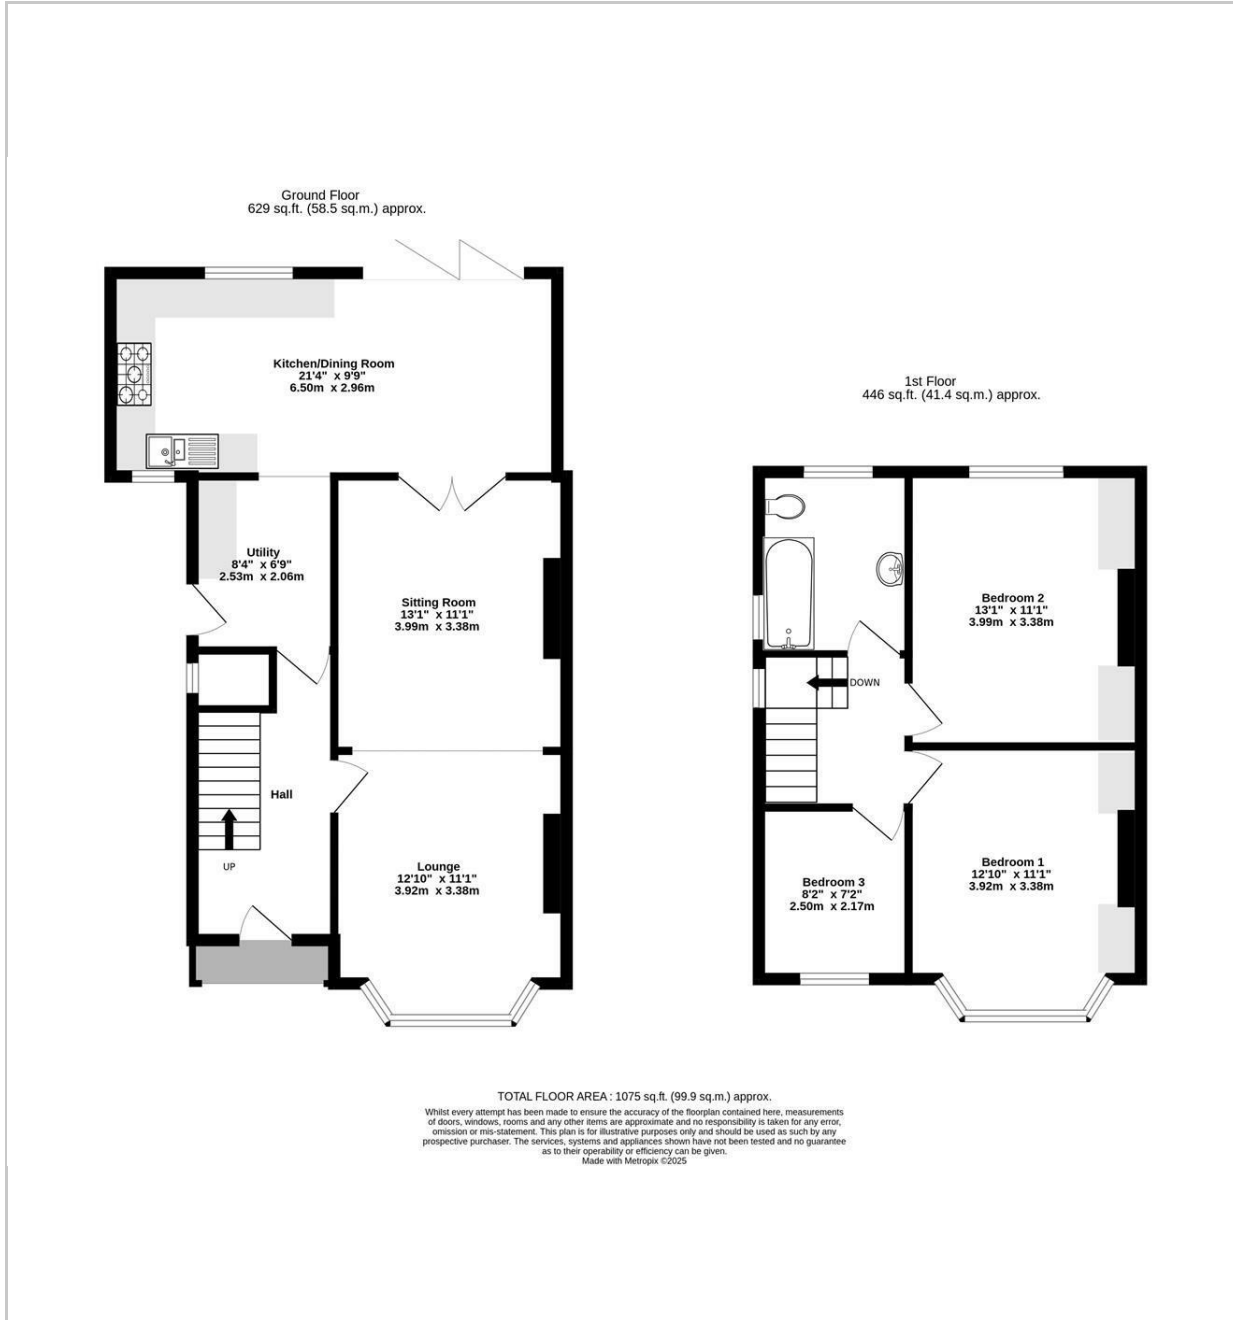 Ground Floor
629 sq.ft. (58.5 sq.m.) approx.
Kitchen/Dining Room
21'4" x 9'9"
6.50m x 2.96m
Utility
8'4" x 6'9"
2.53m x 2.06m
Sitting Room
13'1" x 11'1"
3.99m x 3.38m
Hall
UP
Lounge
12'10" x 11'1"
3.92m x 3.38m
1st Floor
446 sq.ft. (41.4 sq.m.) approx.
Bedroom 2
13'1" x 11'1"
3.99m x 3.38m
DOWN
Bedroom 1
12'10" x 11'1"
3.92m x 3.38m
Bedroom 3
8'2" x 7'2"
2.50m x 2.17m
TOTAL FLOOR AREA : 1075 sq.ft. (99.9 sq.m.) approx.
Whilst every attempt has been made to ensure the accuracy of the floorplan contained here, measurements
of doors, windows, rooms and any other items are approximate and no responsibility is taken for any error,
omission or mis-statement. This plan is for illustrative purposes only and should be used as such by any
prospective purchaser. The services, systems and appliances shown have not been tested and no guarantee
as to their operability or efficiency can be given.
Made with Metropix ©2025